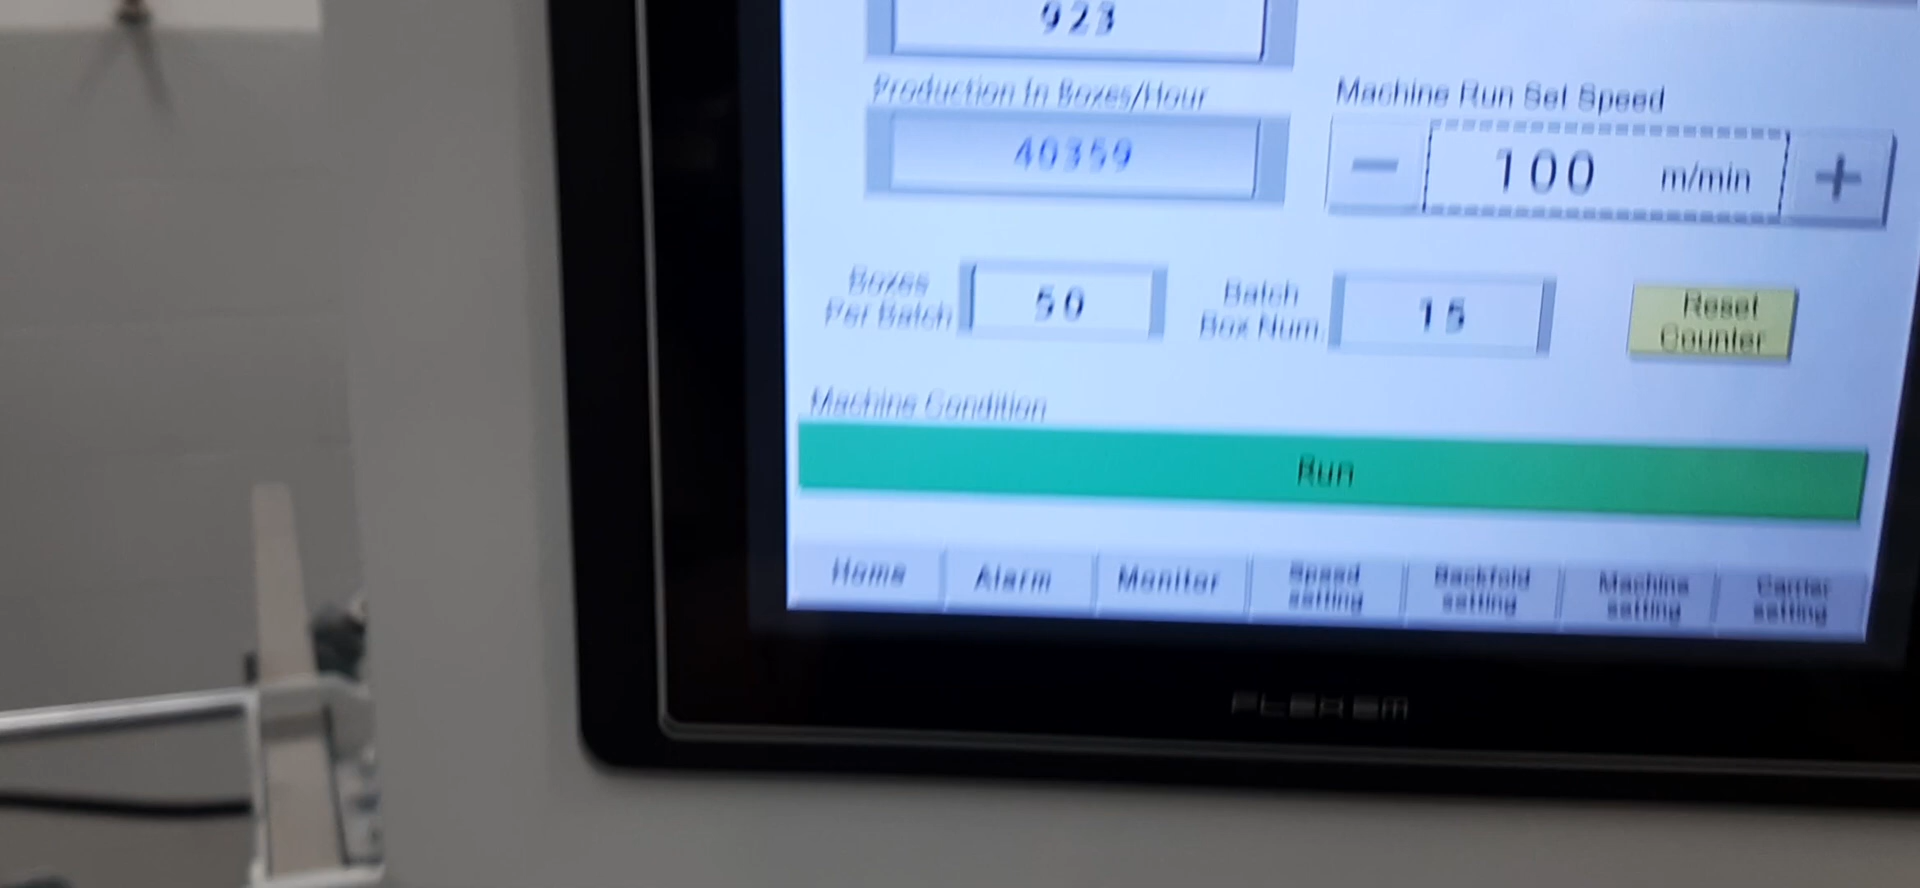 923
Production In Boxes/Hour
Machine Run Set Speed
40359
100 m/min
Boxes
Per Batch
50
Batch
Box Num.
15
Reset
Counter
Machine Condition
Run
Home
Alarm
Monitor
Speed
setting
Backfold
setting
Machine
setting
Carrier
setting
FLEXEM